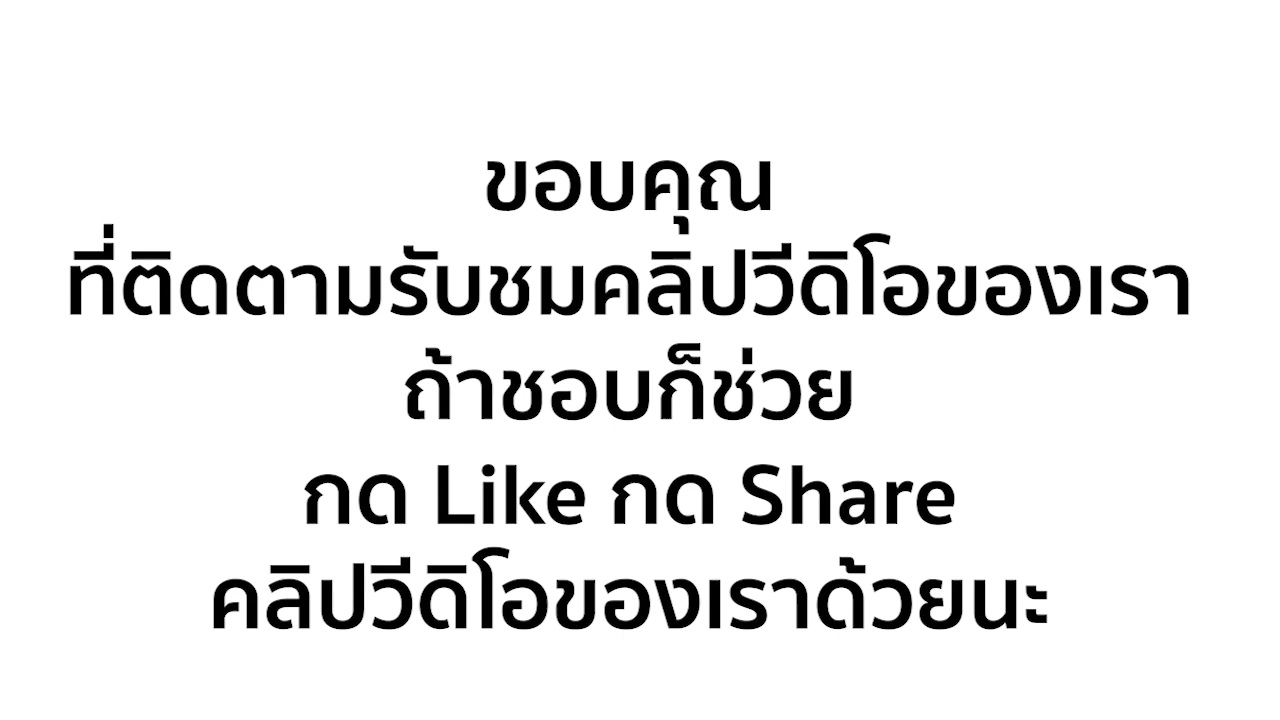 ขอบคุณ
ที่ติดตามรับชมคลิปวีดิโอของเรา
ถ้าชอบก็ช่วย
กด Like กด Share
คลิปวีดิโอของเราด้วยนะ